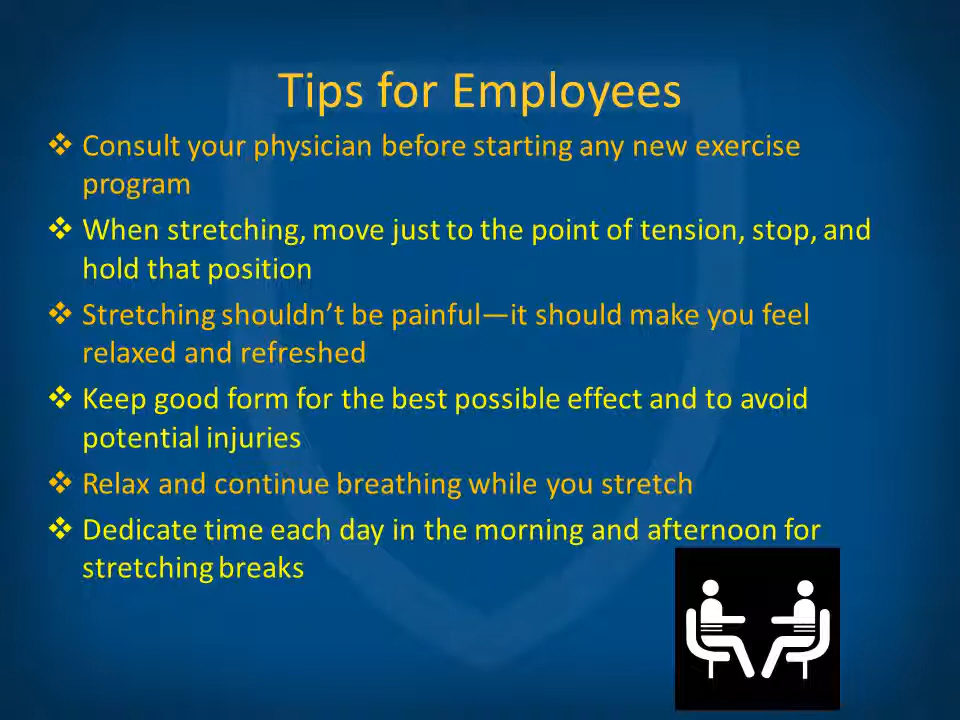 Tips for Employees
❖ Consult your physician before starting any new exercise
program
❖ When stretching, move just to the point of tension, stop, and
hold that position
❖ Stretching shouldn’t be painful—it should make you feel
relaxed and refreshed
❖ Keep good form for the best possible effect and to avoid
potential injuries
❖ Relax and continue breathing while you stretch
❖ Dedicate time each day in the morning and afternoon for
stretching breaks